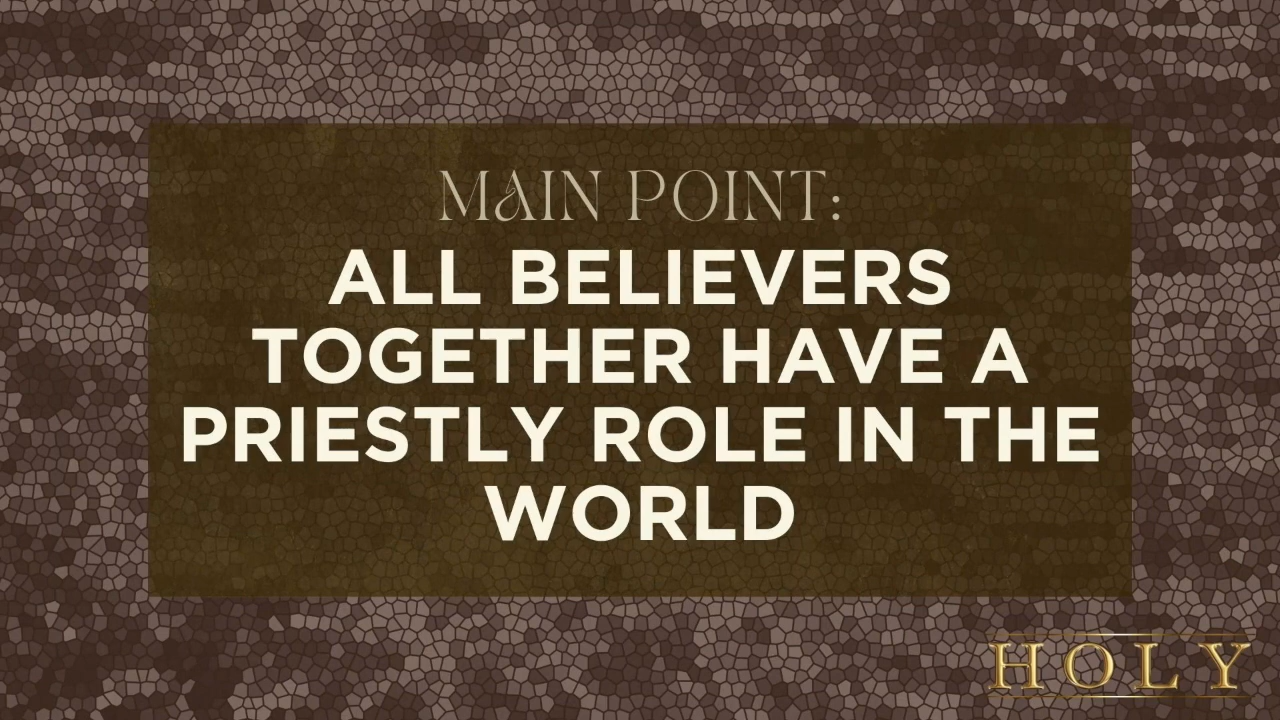 MAIN POINT:
ALL BELIEVERS
TOGETHER HAVE A
PRIESTLY ROLE IN THE
WORLD
HOLY